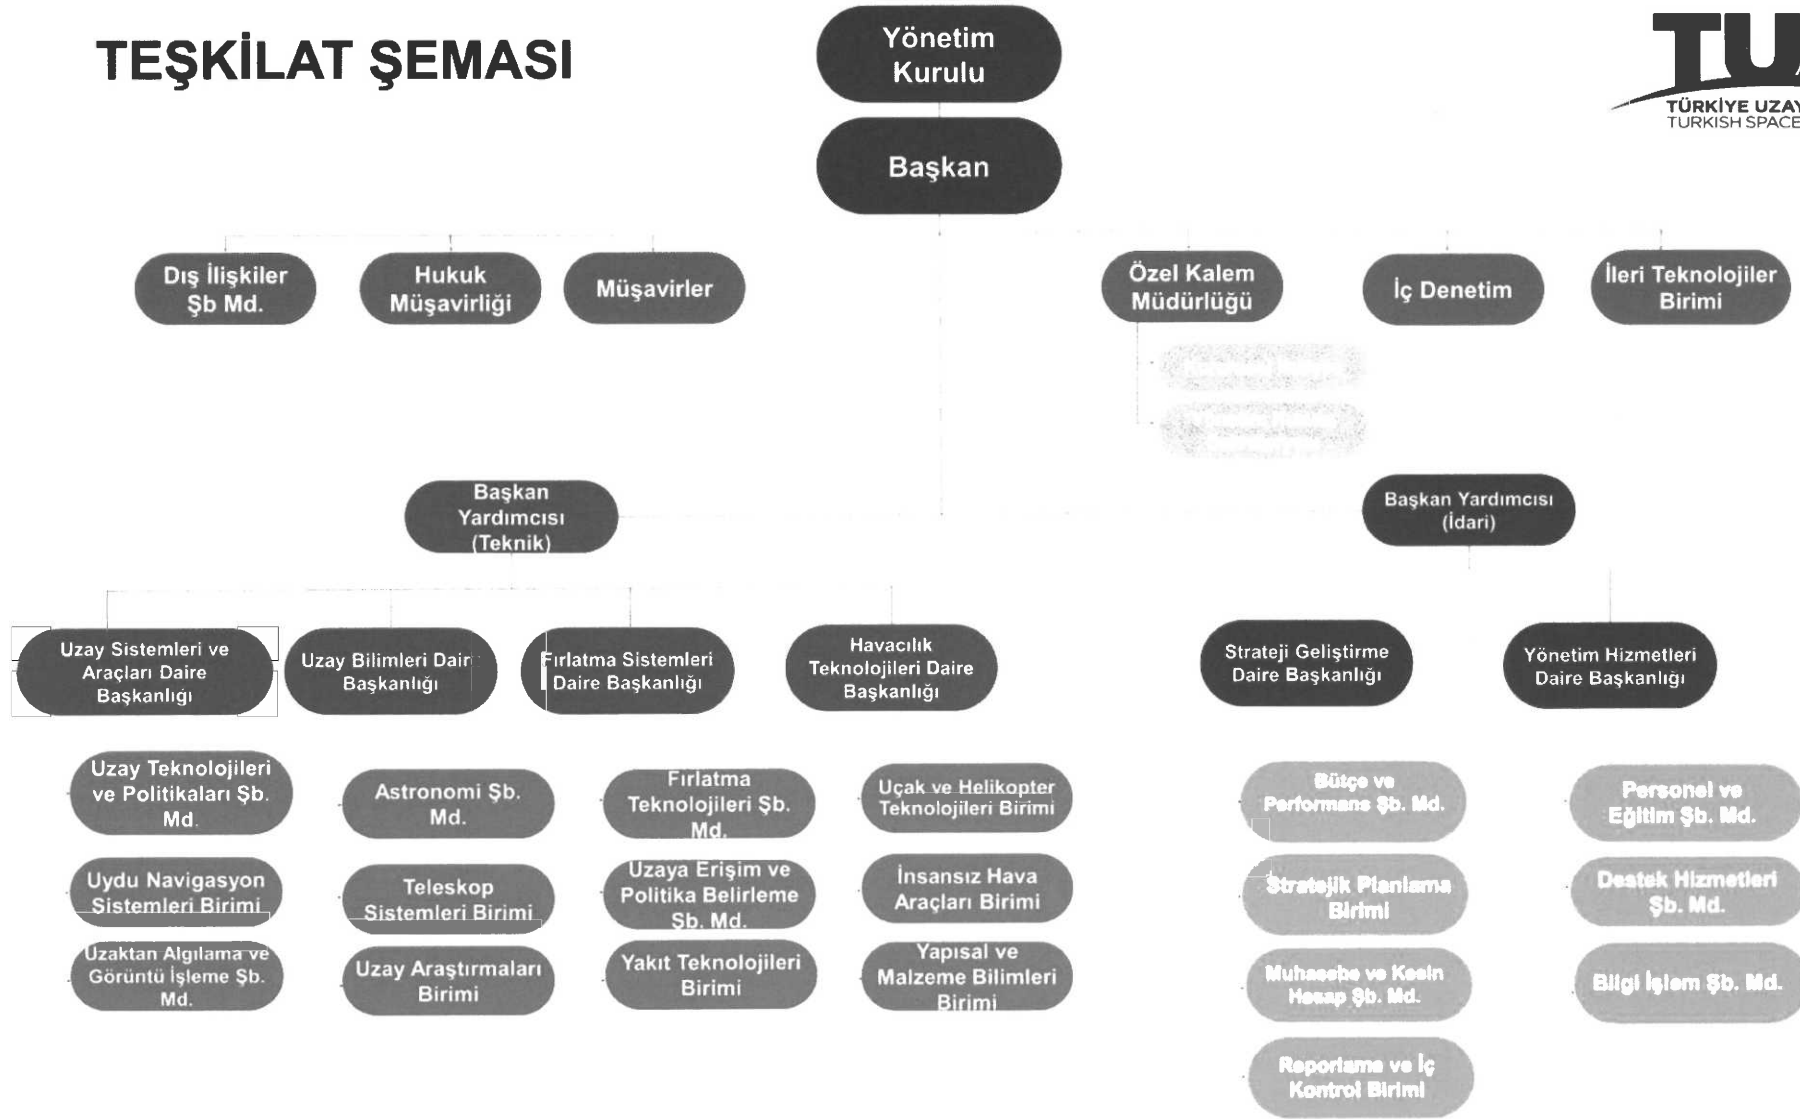 TEŞKİLAT ŞEMASI
Yönetim
Kurulu
TÜRKİYE UZAY
TURKISH SPACE
Başkan
Dış İlişkiler
Şb Md.
Hukuk
Müşavirliği
Müşavirler
Özel Kalem
Müdürlüğü
İç Denetim
İleri Teknolojiler
Birimi
Başkan
Yardımcısı
(Teknik)
Başkan Yardımcısı
(İdari)
Uzay Sistemleri ve
Araçları Daire
Başkanlığı
Uzay Bilimleri Daire
Başkanlığı
Fırlatma Sistemleri
Daire Başkanlığı
Havacılık
Teknolojileri Daire
Başkanlığı
Strateji Geliştirme
Daire Başkanlığı
Yönetim Hizmetleri
Daire Başkanlığı
Uzay Teknolojileri
ve Politikaları Şb.
Md.
Astronomi Şb.
Md.
Fırlatma
Teknolojileri Şb.
Md.
Uçak ve Helikopter
Teknolojileri Birimi
Bütçe ve
Performans Şb. Md.
Personel ve
Eğitim Şb. Md.
Uydu Navigasyon
Sistemleri Birimi
Teleskop
Sistemleri Birimi
Uzaya Erişim ve
Politika Belirleme
Şb. Md.
İnsansız Hava
Araçları Birimi
Stratejik Planlama
Birimi
Destek Hizmetleri
Şb. Md.
Uzaktan Algılama ve
Görüntü İşleme Şb.
Md.
Uzay Araştırmaları
Birimi
Yakıt Teknolojileri
Birimi
Yapısal ve
Malzeme Bilimleri
Birimi
Muhasebe ve Kesin
Hesap Şb. Md.
Bilgi İşlem Şb. Md.
Raporlama ve İç
Kontrol Birimi